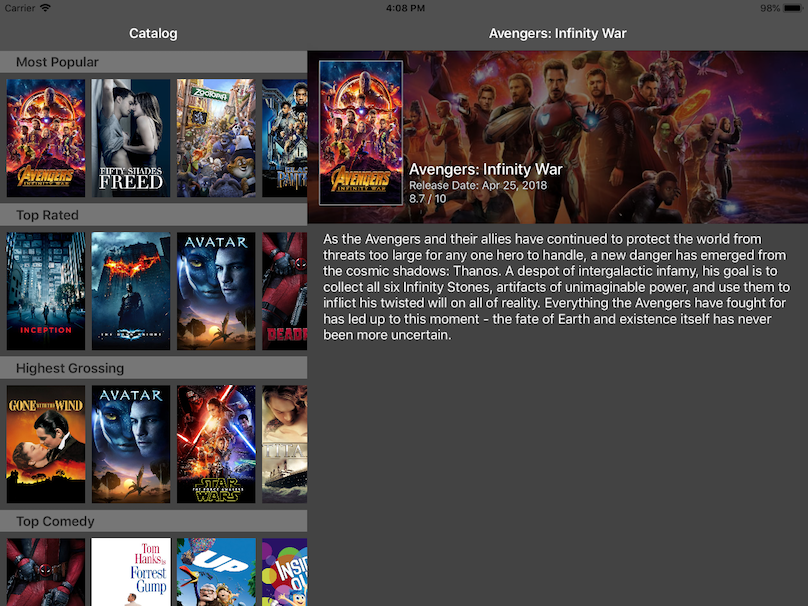 Carrier
4:08 PM
98%
Catalog
Avengers: Infinity War
Most Popular
AVENGERS
INFINITY WAR
FIFTY SHADES
FREED
ZOOTOPIA
AVENGERS
INFINITY WAR
Avengers: Infinity War
Release Date: Apr 25, 2018
8.7 / 10
Top Rated
INCEPTION
THE DARK KNIGHT
AVATAR
DEADP
As the Avengers and their allies have continued to protect the world from
threats too large for any one hero to handle, a new danger has emerged from
the cosmic shadows: Thanos. A despot of intergalactic infamy, his goal is to
collect all six Infinity Stones, artifacts of unimaginable power, and use them to
inflict his twisted will on all of reality. Everything the Avengers have fought for
has led up to this moment - the fate of Earth and existence itself has never
been more uncertain.
Highest Grossing
GONE WITH THE WIND
AVATAR
STAR
THE FORCE AWAKENS
WARS
TITA
Top Comedy
Tom
Hanks is
Forrest
Gump
UP
INSI
OU